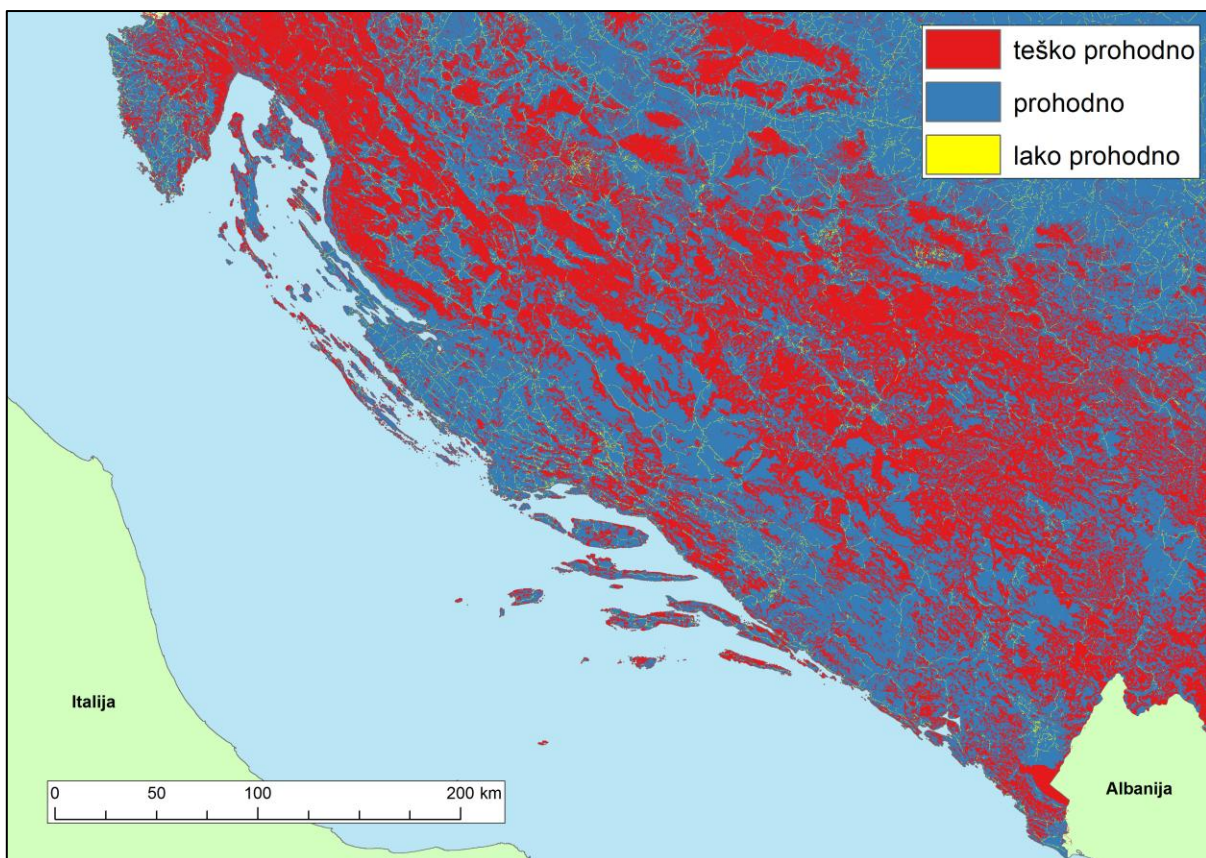 teško prohodno
prohodno
lako prohodno
Italija
Albanija
0 50 100 200 km